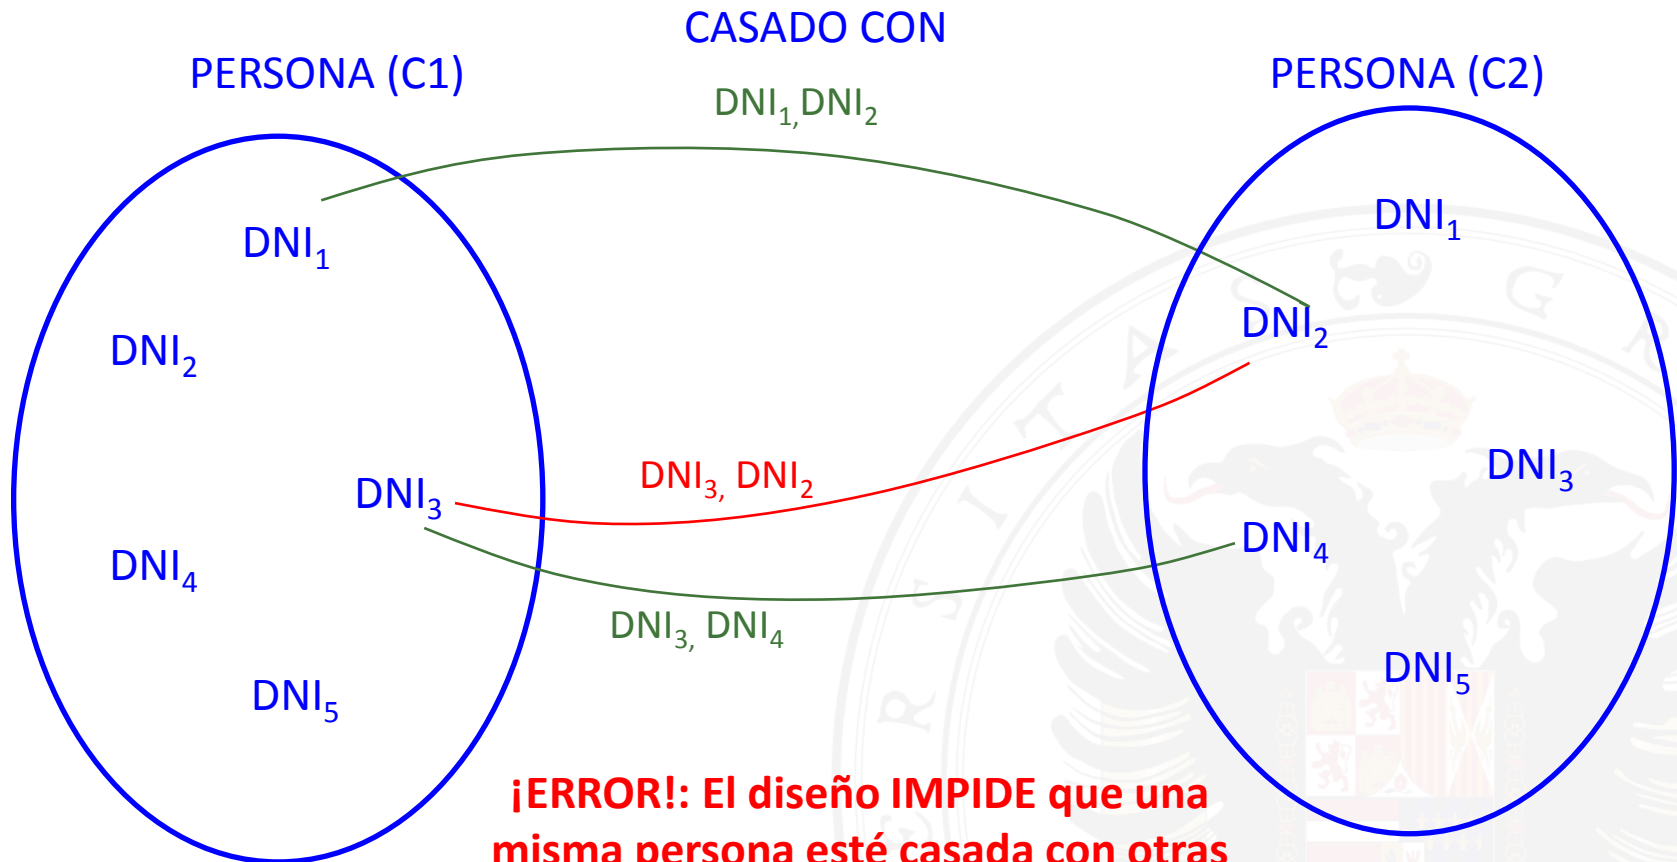 CASADO CON
PERSONA (C1)
PERSONA (C2)
DNI₁,DNI₂
DNI₁
DNI₂
DNI₃
DNI₄
DNI₅
DNI₃, DNI₂
DNI₃, DNI₄
DNI₁
DNI₂
DNI₃
DNI₄
DNI₅
¡ERROR!: El diseño IMPIDE que una
misma persona esté casada con otras